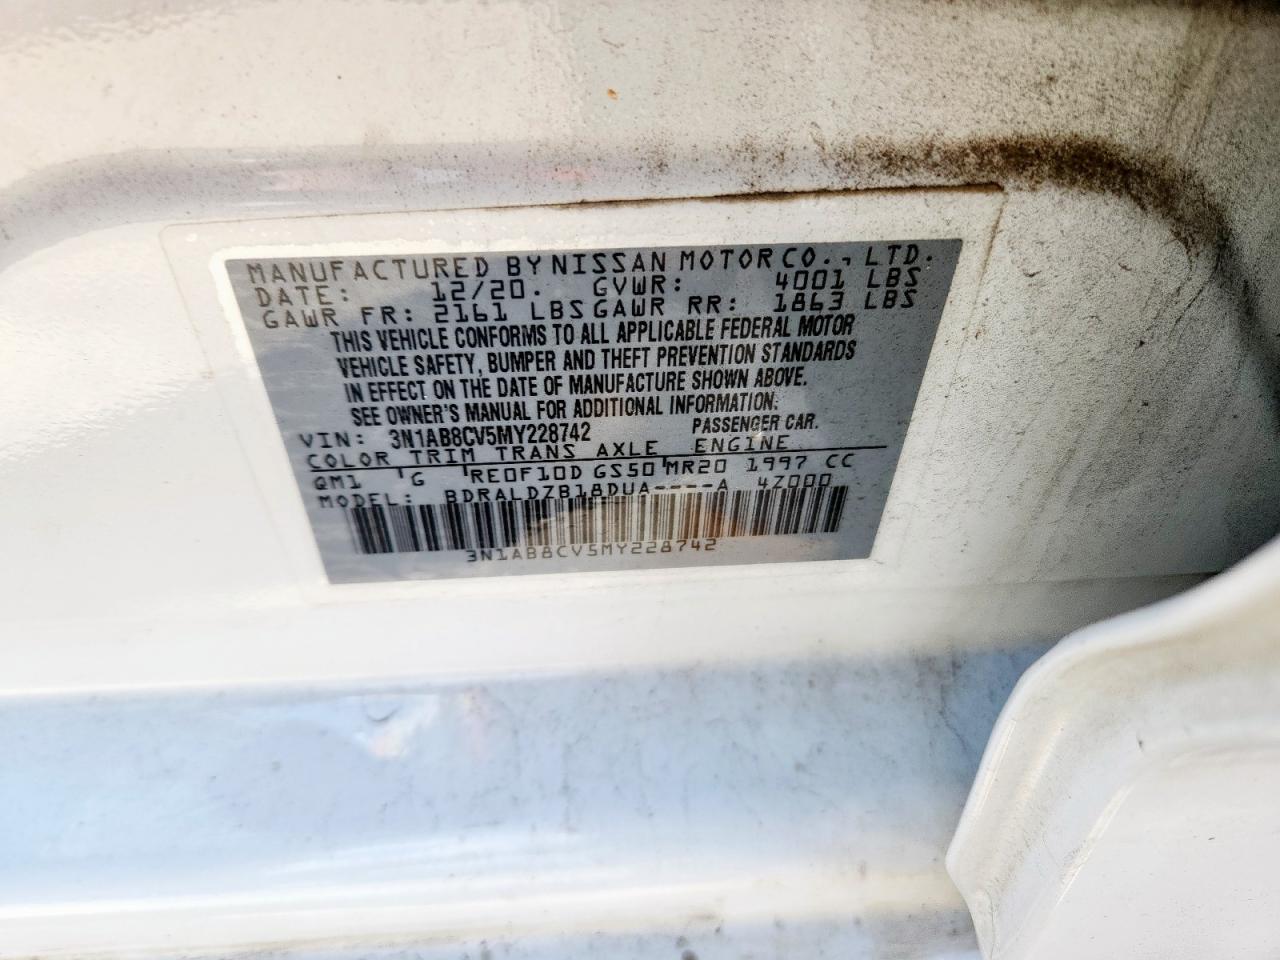 MANUFACTURED BY NISSAN MOTOR CO., LTD.
DATE: 12/20. GVWR: 4001 LBS
GAWR FR: 2161 LBS GAWR RR: 1863 LBS
THIS VEHICLE CONFORMS TO ALL APPLICABLE FEDERAL MOTOR
VEHICLE SAFETY, BUMPER AND THEFT PREVENTION STANDARDS
IN EFFECT ON THE DATE OF MANUFACTURE SHOWN ABOVE.
SEE OWNER'S MANUAL FOR ADDITIONAL INFORMATION.
VIN: 3N1AB8CV5MY228742 PASSENGER CAR.
COLOR TRIM TRANS AXLE ENGINE
QM1 G RE0F10D GS50 MR20 1997 CC
MODEL: BDRALDZB18DUA----A 4Z000
3N1AB8CV5MY228742